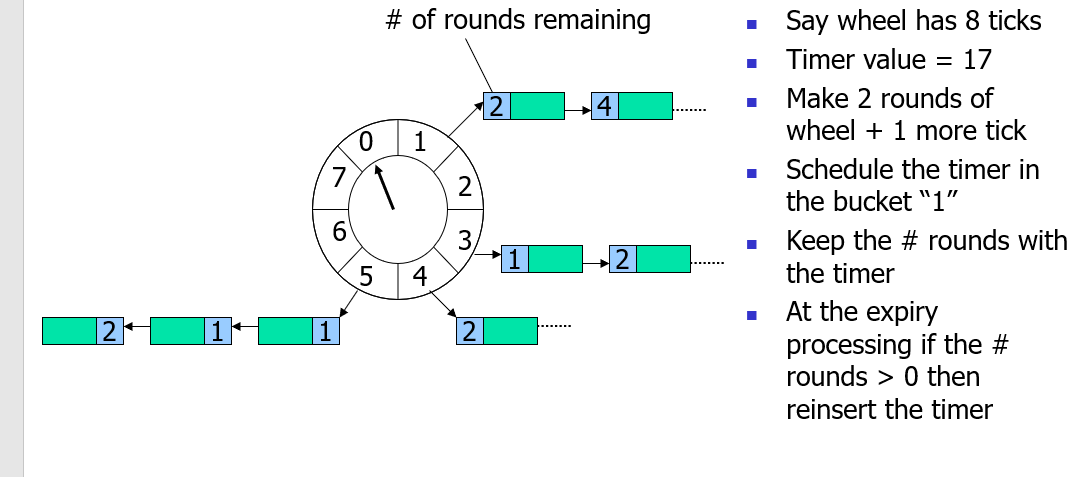 # of rounds remaining
2
4
0
1
7
2
6
3
5
4
1
2
2
1
1
2
Say wheel has 8 ticks
Timer value = 17
Make 2 rounds of
wheel + 1 more tick
Schedule the timer in
the bucket “1”
Keep the # rounds with
the timer
At the expiry
processing if the #
rounds > 0 then
reinsert the timer